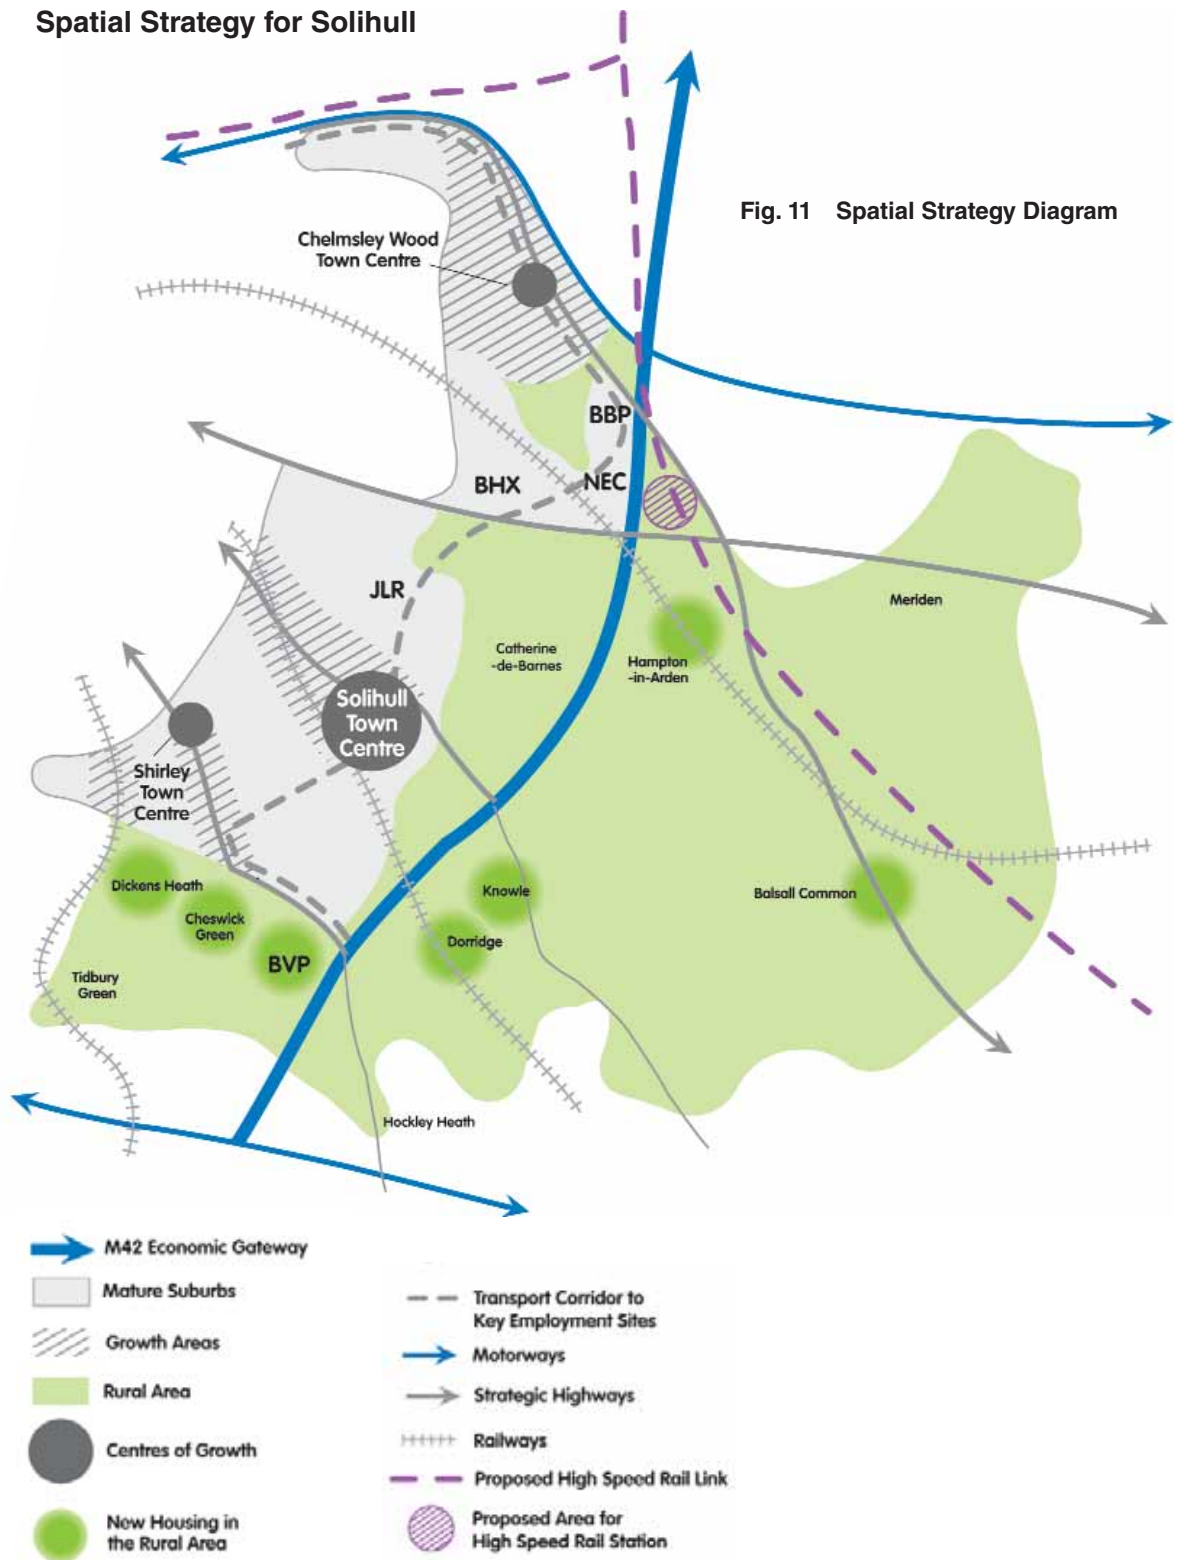 Spatial Strategy for Solihull
Fig. 11 Spatial Strategy Diagram
Chelmsley Wood
Town Centre
BBP
NEC
BHX
JLR
Meriden
Catherine
-de-Barnes
Hampton
-in-Arden
Solihull
Town
Centre
Shirley
Town
Centre
Dickens Heath
Cheswick
Green
BVP
Knowle
Dorridge
Balsall Common
Tidbury
Green
Hockley Heath
M42 Economic Gateway
Mature Suburbs
Growth Areas
Rural Area
Centres of Growth
New Housing in
the Rural Area
Transport Corridor to
Key Employment Sites
Motorways
Strategic Highways
Railways
Proposed High Speed Rail Link
Proposed Area for
High Speed Rail Station